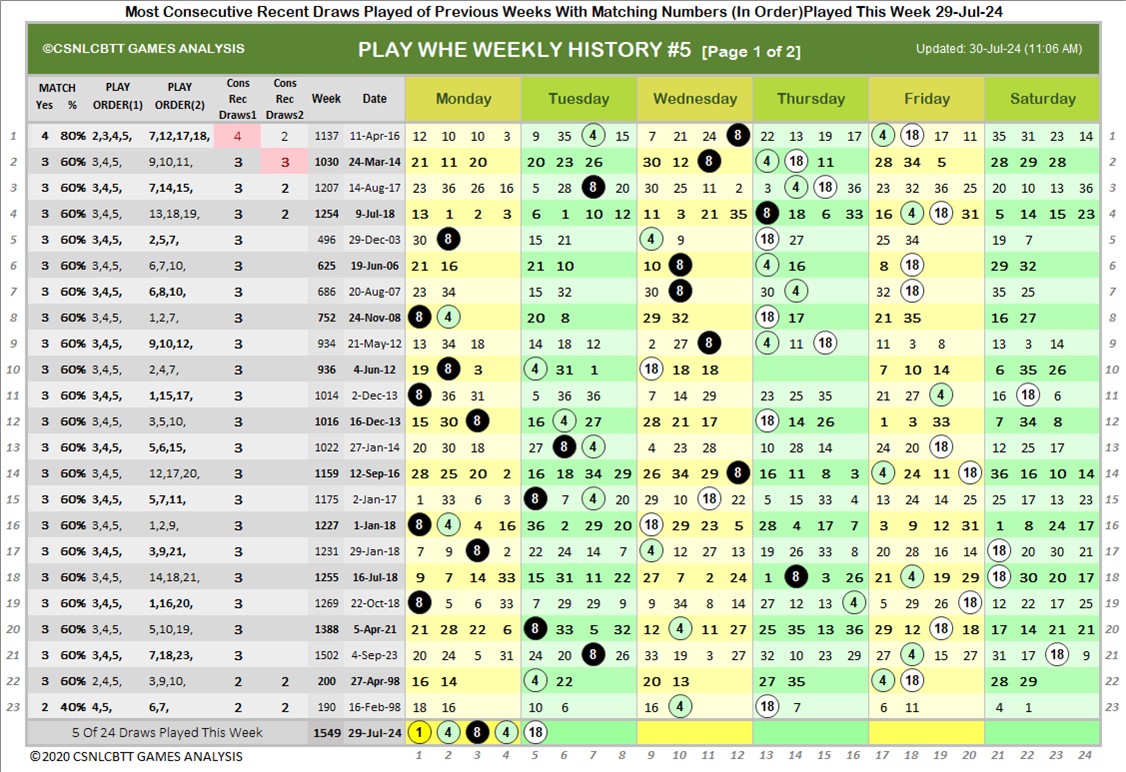 Most Consecutive Recent Draws Played of Previous Weeks With Matching Numbers (In Order)Played This Week 29-Jul-24
©CSNLCBTT GAMES ANALYSIS PLAY WHE WEEKLY HISTORY #5 [Page 1 of 2] Updated: 30-Jul-24 (11:06 AM)
MATCH PLAY PLAY Cons Cons
Yes % ORDER(1) ORDER(2) Rec Rec Week Date Monday Tuesday Wednesday Thursday Friday Saturday
Draws1 Draws2
1 4 80% 2,3,4,5, 7,12,17,18, 4 2 1137 11-Apr-16 12 10 10 3 9 35 4 15 7 21 24 8 22 13 19 17 4 18 17 11 35 31 23 14 1
2 3 60% 3,4,5, 9,10,11, 3 3 1030 24-Mar-14 21 11 20 20 23 26 30 12 8 4 18 11 28 34 5 28 29 28 2
3 3 60% 3,4,5, 7,14,15, 3 2 1207 14-Aug-17 23 36 26 16 5 28 8 20 30 25 11 2 3 4 18 36 23 32 36 25 20 10 14 36 3
4 3 60% 3,4,5, 13,18,19, 3 2 1254 9-Jul-18 13 1 2 3 6 1 10 12 11 3 21 35 8 18 6 33 16 4 18 31 5 14 15 23 4
5 3 60% 3,4,5, 2,5,7, 3 496 29-Dec-03 30 8 15 21 4 9 18 27 25 34 19 7 5
6 3 60% 3,4,5, 6,7,10, 3 625 19-Jun-06 21 16 21 10 10 8 4 16 8 18 29 32 6
7 3 60% 3,4,5, 6,8,10, 3 686 20-Aug-07 23 34 15 32 30 8 30 4 32 18 35 25 7
8 3 60% 3,4,5, 1,2,7, 3 752 24-Nov-08 8 4 20 8 29 32 18 17 21 35 16 27 8
9 3 60% 3,4,5, 9,10,12, 3 934 21-May-12 13 34 18 14 18 12 2 27 8 4 11 18 11 3 8 13 3 14 9
10 3 60% 3,4,5, 2,4,7, 3 936 4-Jun-12 19 8 3 4 31 1 18 18 18 7 10 14 6 35 26 10
11 3 60% 3,4,5, 1,15,17, 3 1014 2-Dec-13 8 36 31 5 36 36 7 14 29 23 25 35 21 27 4 16 18 6 11
12 3 60% 3,4,5, 3,5,10, 3 1016 16-Dec-13 15 30 8 16 4 27 28 21 17 18 14 26 1 3 33 7 34 8 12
13 3 60% 3,4,5, 5,6,15, 3 1022 27-Jan-14 20 30 18 27 8 4 4 23 28 10 28 14 24 20 18 12 25 17 13
14 3 60% 3,4,5, 12,17,20, 3 1159 12-Sep-16 28 25 20 2 16 18 34 29 26 34 29 8 16 11 8 3 4 24 11 18 36 16 10 14 14
15 3 60% 3,4,5, 5,7,11, 3 1175 2-Jan-17 1 33 6 3 8 7 4 20 29 10 18 22 5 15 33 4 13 24 14 25 25 17 13 23 15
16 3 60% 3,4,5, 1,2,9, 3 1227 1-Jan-18 8 4 4 16 36 2 29 20 18 29 23 5 28 4 17 7 3 9 12 31 1 8 24 17 16
17 3 60% 3,4,5, 3,9,21, 3 1231 29-Jan-18 7 9 8 2 22 24 14 7 4 12 27 13 19 26 33 8 20 28 16 14 18 20 30 21 17
18 3 60% 3,4,5, 14,18,21, 3 1255 16-Jul-18 9 7 14 33 15 31 11 22 27 7 2 24 1 8 3 26 21 4 19 29 18 30 20 17 18
19 3 60% 3,4,5, 1,16,20, 3 1269 22-Oct-18 8 5 6 33 7 29 29 9 9 34 8 14 27 12 13 4 5 29 26 18 12 22 17 25 19
20 3 60% 3,4,5, 5,10,19, 3 1388 5-Apr-21 21 28 22 6 8 33 5 32 12 4 11 27 25 35 13 36 29 12 18 18 17 14 21 21 20
21 3 60% 3,4,5, 7,18,23, 3 1502 4-Sep-23 20 24 5 31 24 20 8 26 33 19 3 27 32 10 23 29 27 4 15 27 31 17 18 9 21
22 3 60% 2,4,5, 3,9,10, 2 2 200 27-Apr-98 16 14 4 22 20 13 27 35 4 18 28 29 22
23 2 40% 4,5, 6,7, 2 2 190 16-Feb-98 18 16 10 6 16 4 18 7 6 11 4 1 23
5 Of 24 Draws Played This Week 1549 29-Jul-24 1 4 8 4 18
©2020 CSNLCBTT GAMES ANALYSIS 1 2 3 4 5 6 7 8 9 10 11 12 13 14 15 16 17 18 19 20 21 22 23 24